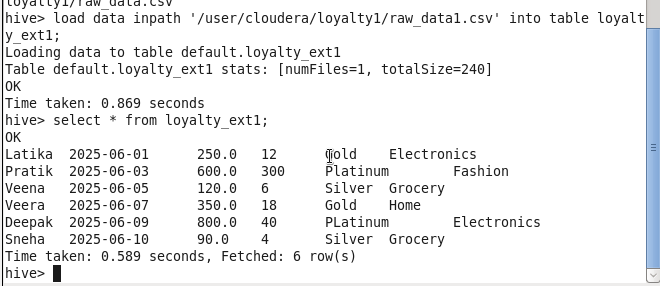 loyalty1/raw_data.csv
hive> load data inpath '/user/cloudera/loyalty1/raw_data1.csv' into table loyalt
y_ext1;
Loading data to table default.loyalty_ext1
Table default.loyalty_ext1 stats: [numFiles=1, totalSize=240]
OK
Time taken: 0.869 seconds
hive> select * from loyalty_ext1;
OK
Latika	2025-06-01	250.0	12	Gold	Electronics
Pratik	2025-06-03	600.0	300	Platinum	Fashion
Veena	2025-06-05	120.0	6	Silver	Grocery
Veera	2025-06-07	350.0	18	Gold	Home
Deepak	2025-06-09	800.0	40	PLatinum	Electronics
Sneha	2025-06-10	90.0	4	Silver	Grocery
Time taken: 0.589 seconds, Fetched: 6 row(s)
hive>